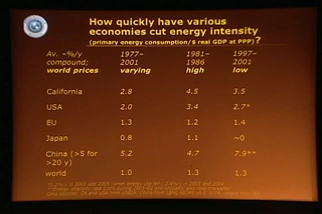 How quickly have various
economies cut energy intensity
(primary energy consumption/$ real GDP at PPP)?
Av. –%/y 1977– 1981– 1997–
compound; 2001 1986 2001
world prices varying high low
California 2.8 4.5 3.5
USA 2.0 3.4 2.7*
EU 1.3 1.2 1.4
Japan 0.8 1.1 ~0
China (>5 for 5.2 4.7 7.9**
>20 y)
world 1.0 1.3 1.3